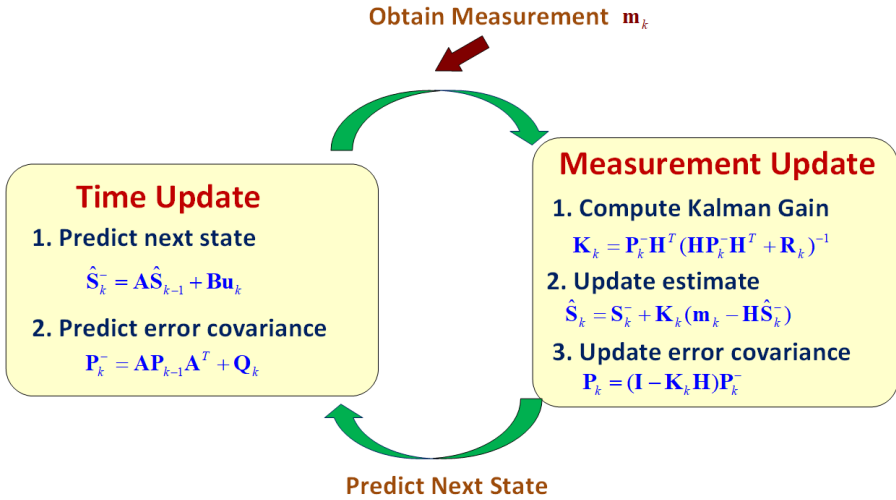 Obtain Measurement m_k
Time Update
1. Predict next state
Ŝ_k^- = AŜ_{k-1} + Bu_k
2. Predict error covariance
P_k^- = AP_{k-1}A^T + Q_k
Measurement Update
1. Compute Kalman Gain
K_k = P_k^- H^T (HP_k^- H^T + R_k)^{-1}
2. Update estimate
Ŝ_k = S_k^- + K_k(m_k − HŜ_k^-)
3. Update error covariance
P_k = (I − K_k H)P_k^-
Predict Next State